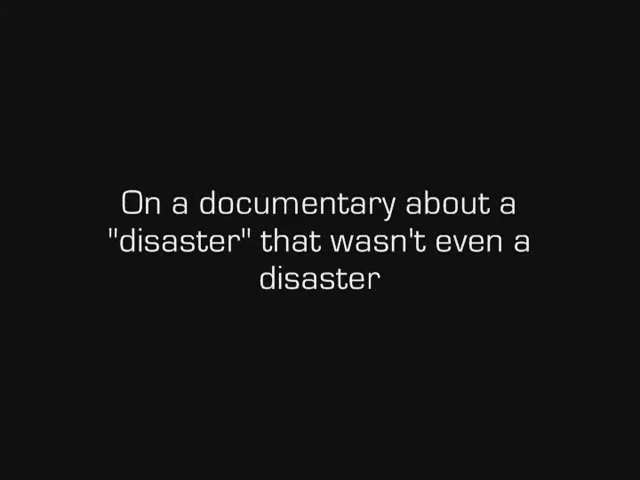 On a documentary about a
"disaster" that wasn't even a
disaster